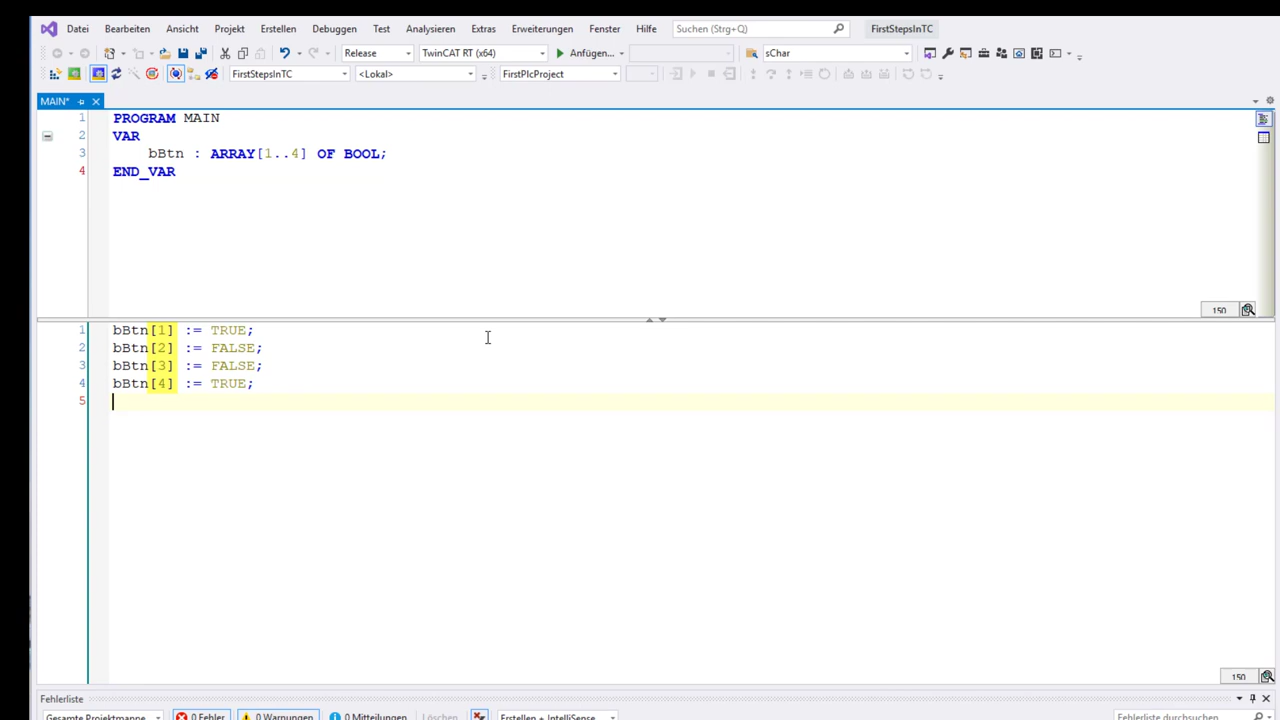 Datei Bearbeiten Ansicht Projekt Erstellen Debuggen Test Analysieren Extras Erweiterungen Fenster Hilfe Suchen (Strg+Q) FirstStepsInTC
Release TwinCAT RT (x64) Anfügen... sChar
FirstStepsInTC <Lokal> FirstPlcProject
MAIN*
1 PROGRAM MAIN
2 VAR
3 bBtn : ARRAY[1..4] OF BOOL;
4 END_VAR
150
1 bBtn[1] := TRUE;
2 bBtn[2] := FALSE;
3 bBtn[3] := FALSE;
4 bBtn[4] := TRUE;
5
150
Fehlerliste
Gesamte Projektmappe 0 Fehler 0 Warnungen 0 Mitteilungen Löschen Erstellen + IntelliSense Fehlerliste durchsuchen